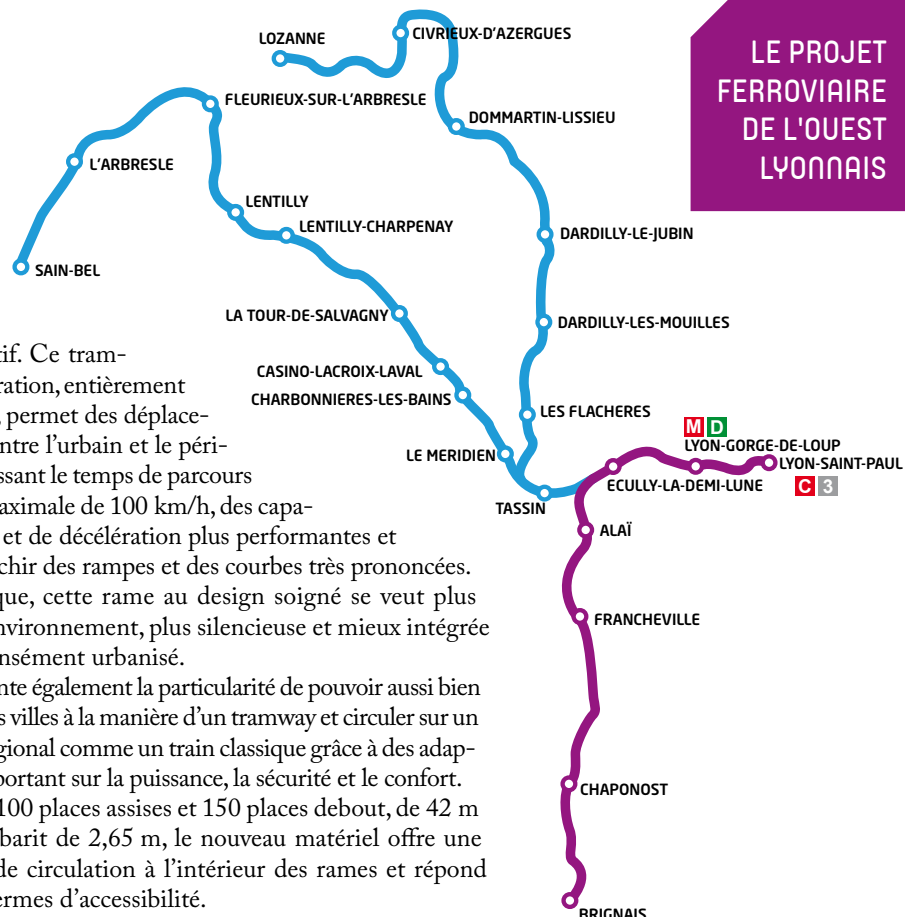 LE PROJET
FERROVIAIRE
DE L'OUEST
LYONNAIS
LOZANNE
CIVRIEUX-D'AZERGUES
FLEURIEUX-SUR-L'ARBRESLE
DOMMARTIN-LISSIEU
L'ARBRESLE
LENTILLY
LENTILLY-CHARPENAY
DARDILLY-LE-JUBIN
SAIN-BEL
LA TOUR-DE-SALVAGNY
DARDILLY-LES-MOUILLES
CASINO-LACROIX-LAVAL
CHARBONNIERES-LES-BAINS
LES FLACHERES
M D
LYON-GORGE-DE-LOUP
LE MERIDIEN
LYON-SAINT-PAUL
ECULLY-LA-DEMI-LUNE
C 3
TASSIN
ALAÏ
FRANCHEVILLE
CHAPONOST
BRIGNAIS
tif. Ce tram-
ration, entièrement
, permet des déplace-
ntre l'urbain et le péri-
ssant le temps de parcours
aximale de 100 km/h, des capa-
et de décélération plus performantes et
chir des rampes et des courbes très prononcées.
que, cette rame au design soigné se veut plus
nvironnement, plus silencieuse et mieux intégrée
nsément urbanisé.
nte également la particularité de pouvoir aussi bien
s villes à la manière d'un tramway et circuler sur un
gional comme un train classique grâce à des adap-
portant sur la puissance, la sécurité et le confort.
100 places assises et 150 places debout, de 42 m
barit de 2,65 m, le nouveau matériel offre une
de circulation à l'intérieur des rames et répond
ermes d'accessibilité.